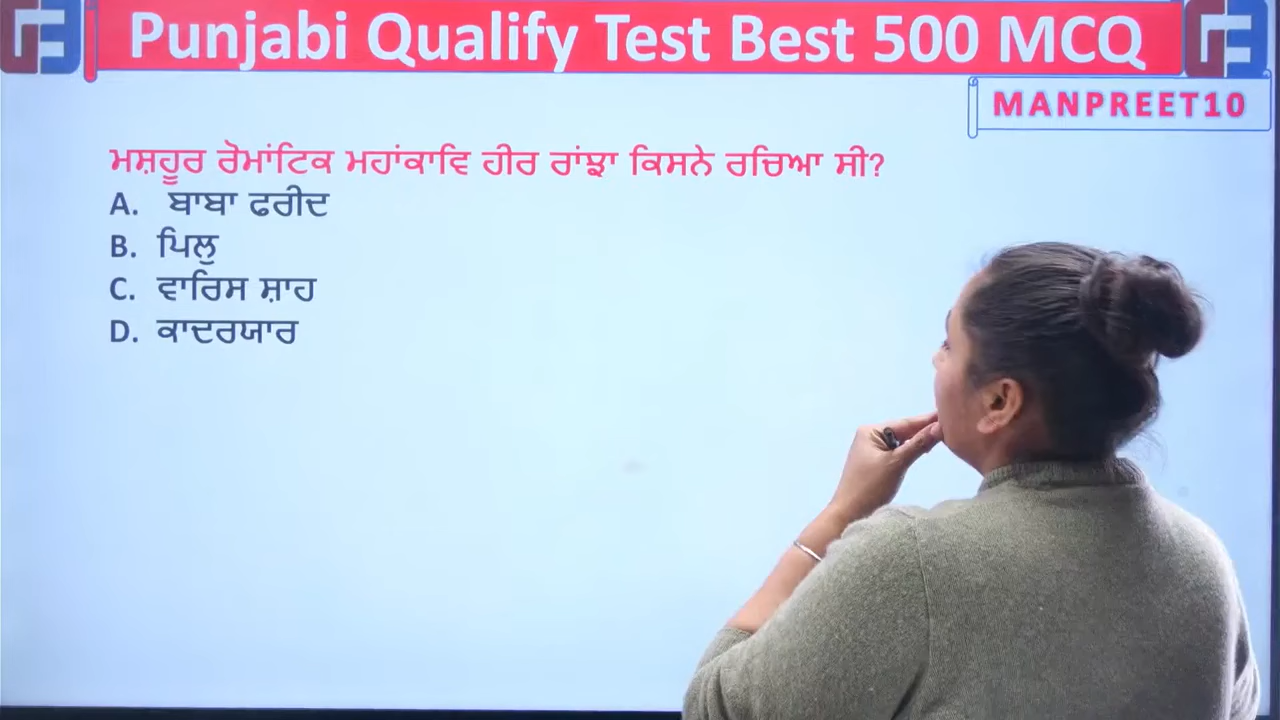 Punjabi Qualify Test Best 500 MCQ
MANPREET10
ਮਸ਼ਹੂਰ ਰੋਮਾਂਟਿਕ ਮਹਾਂਕਾਵਿ ਹੀਰ ਰਾਂਝਾ ਕਿਸਨੇ ਰਚਿਆ ਸੀ?
A. ਬਾਬਾ ਫਰੀਦ
B. ਪਿਲੁ
C. ਵਾਰਿਸ ਸ਼ਾਹ
D. ਕਾਦਰਯਾਰ